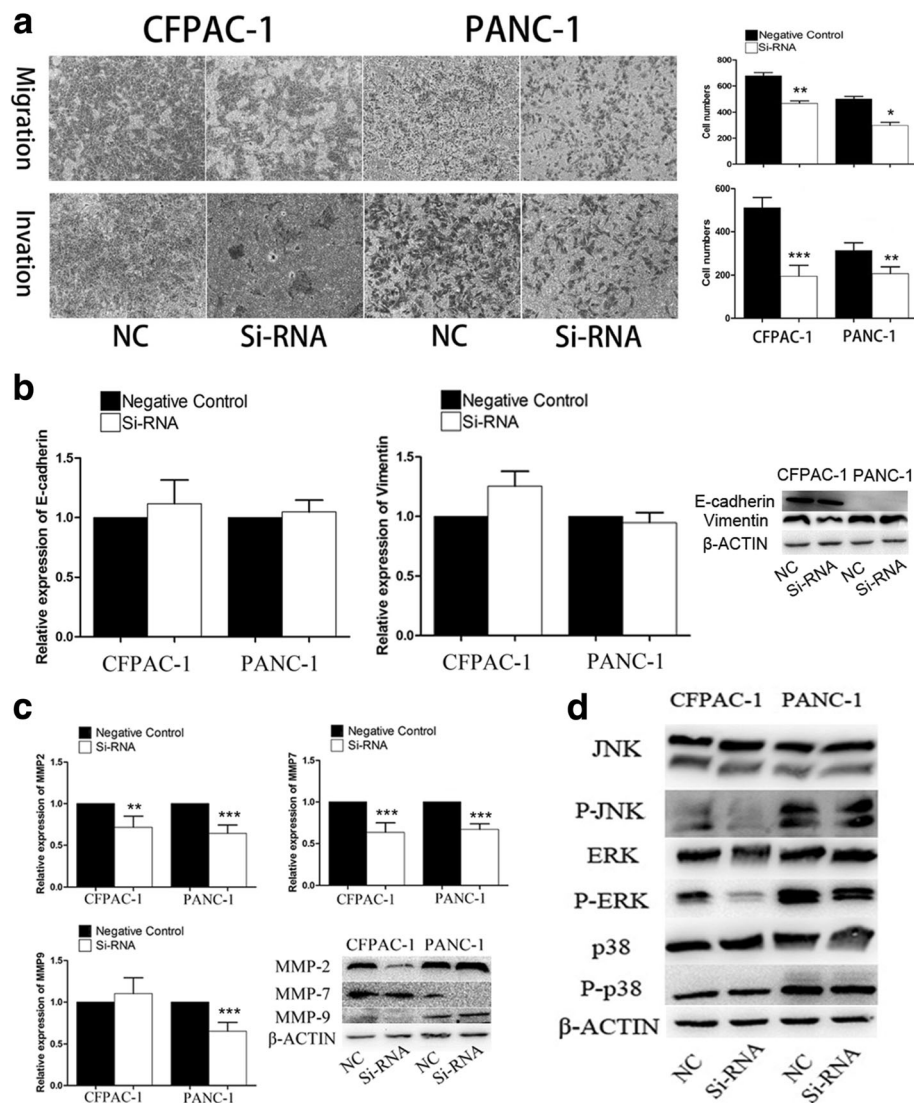 a
CFPAC-1 PANC-1
Migration
Invation
NC Si-RNA NC Si-RNA
Negative Control
Si-RNA
Cell numbers
800
600
400
200
0
**
*
Cell numbers
600
400
200
0
***
**
CFPAC-1 PANC-1
b
Negative Control
Si-RNA
Relative expression of E-cadherin
1.5
1.0
0.5
0.0
CFPAC-1 PANC-1
Negative Control
Si-RNA
Relative expression of Vimentin
1.5
1.0
0.5
0.0
CFPAC-1 PANC-1
CFPAC-1 PANC-1
E-cadherin
Vimentin
β-ACTIN
NC Si-RNA NC Si-RNA
c
Negative Control
Si-RNA
Relative expression of MMP2
1.5
1.0
0.5
0.0
**
***
CFPAC-1 PANC-1
Negative Control
Si-RNA
Relative expression of MMP7
1.5
1.0
0.5
0.0
***
***
CFPAC-1 PANC-1
Negative Control
Si-RNA
Relative expression of MMP9
1.5
1.0
0.5
0.0
***
CFPAC-1 PANC-1
CFPAC-1 PANC-1
MMP-2
MMP-7
MMP-9
β-ACTIN
NC Si-RNA NC Si-RNA
d
CFPAC-1 PANC-1
JNK
P-JNK
ERK
P-ERK
p38
P-p38
β-ACTIN
NC Si-RNA NC Si-RNA